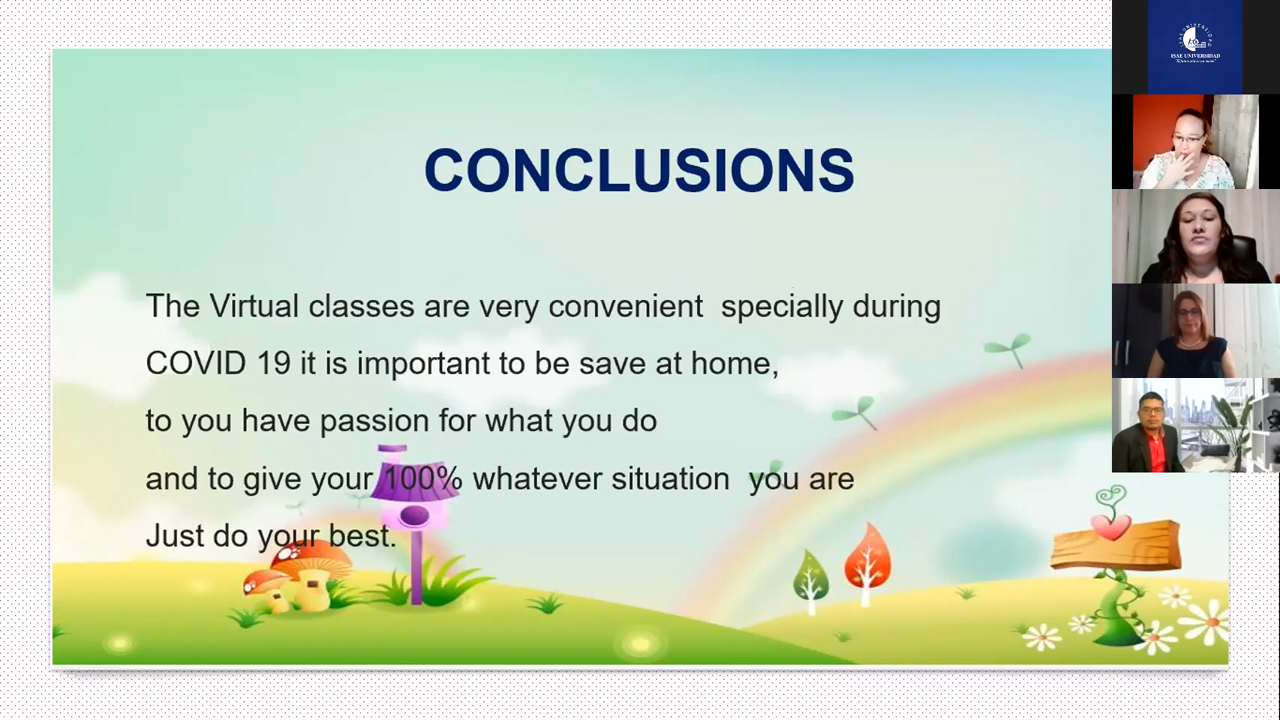 CONCLUSIONS
The Virtual classes are very convenient  specially during
COVID 19 it is important to be save at home,
to you have passion for what you do
and to give your 100% whatever situation  you are
Just do your best.
ISAE UNIVERSIDAD